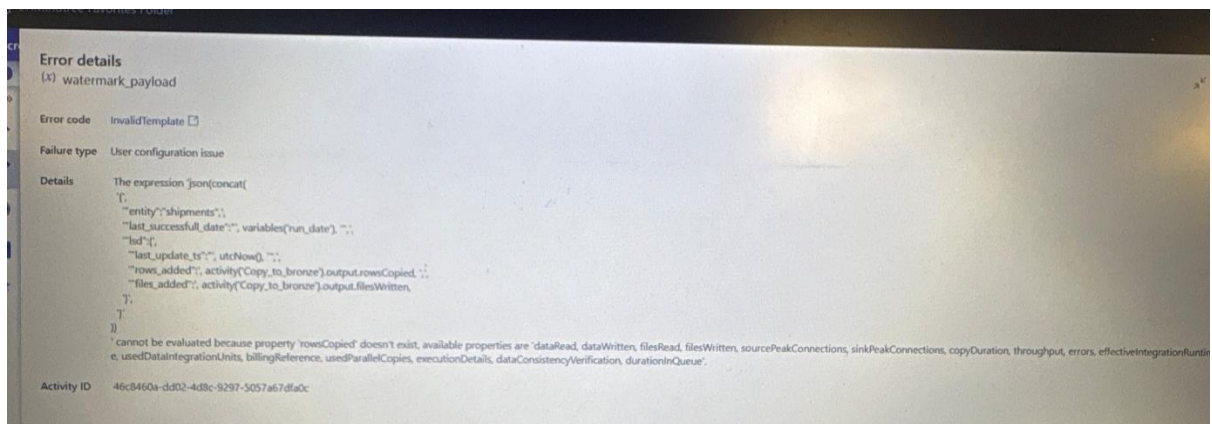 Favorites Folder
Error details
(x) watermark_payload
Error code InvalidTemplate
Failure type User configuration issue
Details The expression 'json(concat(
'{',
'"entity":"shipments",',
'"last_successfull_date":"', variables('run_date'), '",',
'"lsd":{',
'"last_update_ts":"', utcNow(), '",',
'"rows_added":', activity('Copy_to_bronze').output.rowsCopied, ',',
'"files_added":', activity('Copy_to_bronze').output.filesWritten,
'}',
'}'
))
' cannot be evaluated because property 'rowsCopied' doesn't exist, available properties are 'dataRead, dataWritten, filesRead, filesWritten, sourcePeakConnections, sinkPeakConnections, copyDuration, throughput, errors, effectiveIntegrationRuntim
e, usedDataIntegrationUnits, billingReference, usedParallelCopies, executionDetails, dataConsistencyVerification, durationInQueue'.
Activity ID 46c8460a-dd02-4d8c-9297-5057a67dfa0c